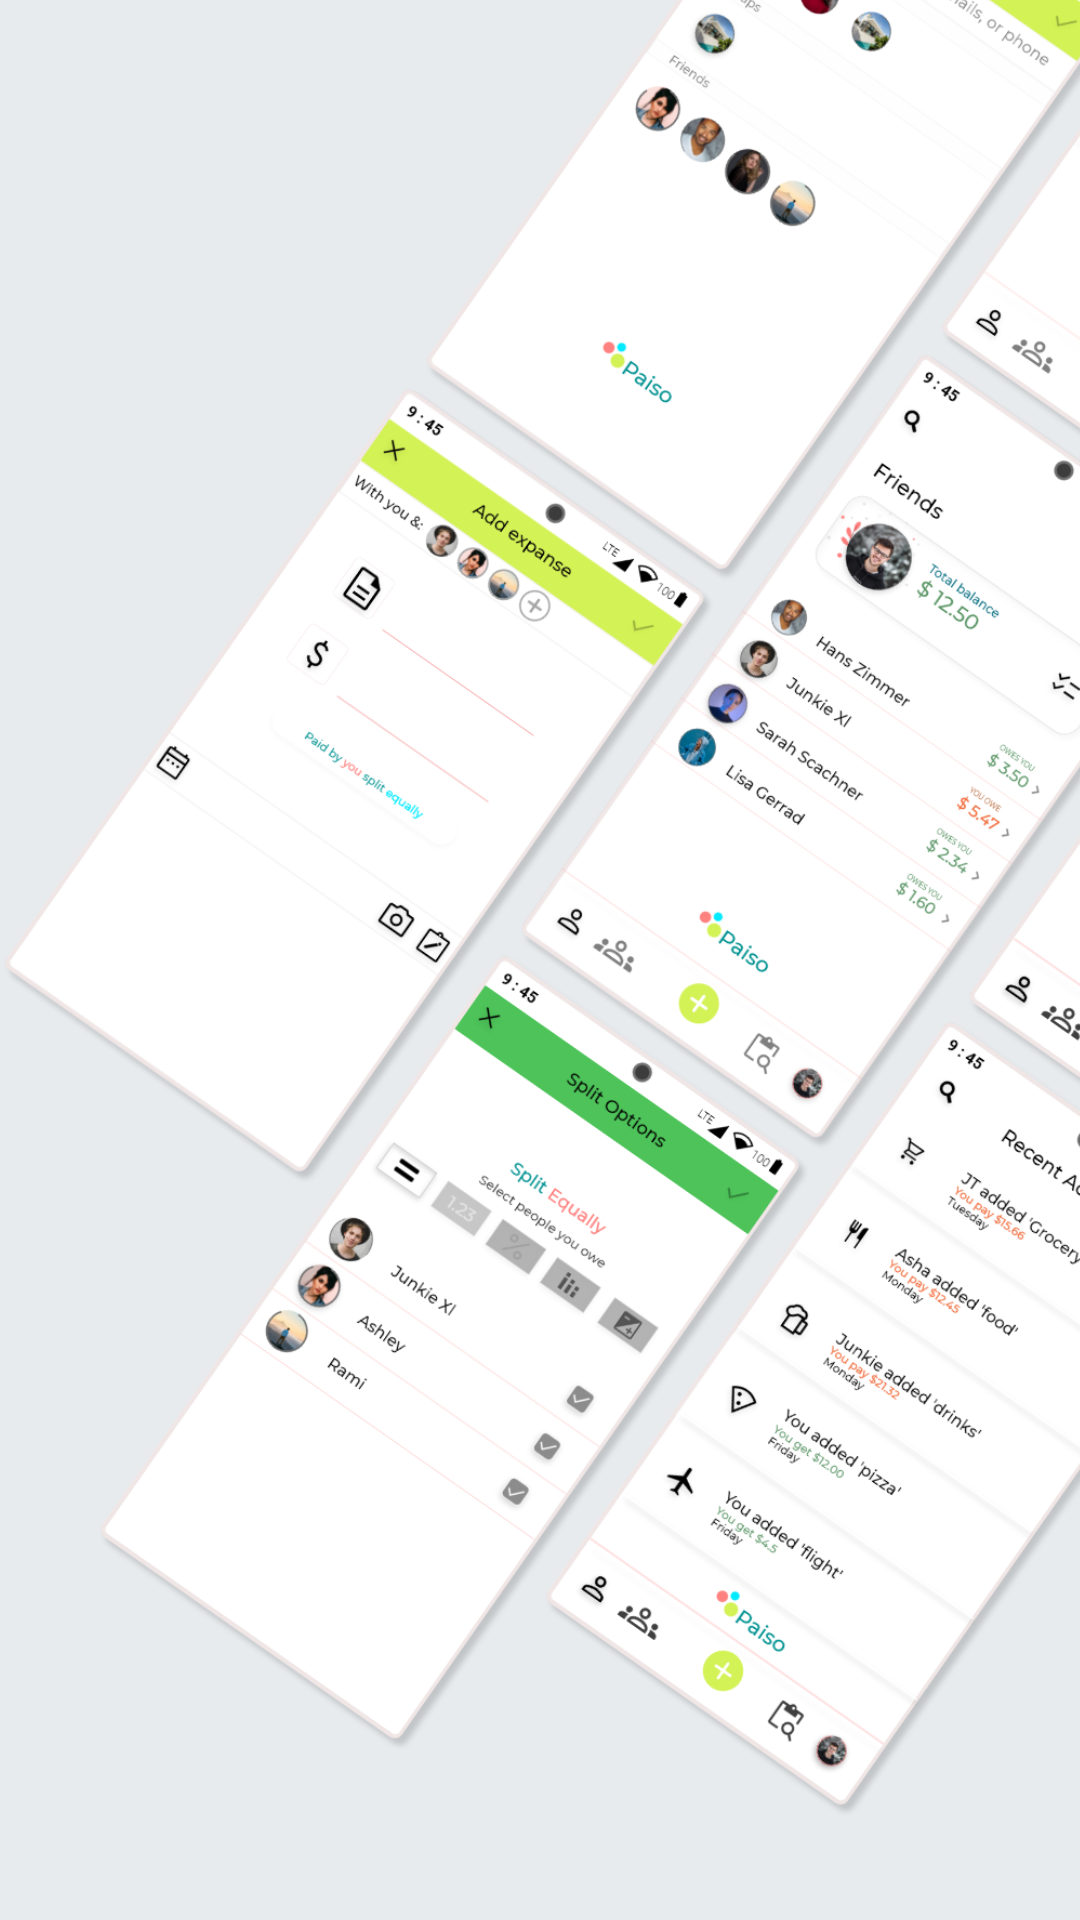 ails, or phone
Friends
Paiso
9:45
LTE
100
Add expanse
With you &:
Paid by you split equally
9:45
Friends
Total balance
$ 12.50
Hans Zimmer
OWES YOU
$ 3.50
Junkie Xl
YOU OWE
$ 5.47
Sarah Scachner
OWES YOU
$ 2.34
Lisa Gerrad
OWES YOU
$ 1.60
Paiso
9:45
LTE
100
Split Options
Split Equally
Select people you owe
1.23
%
Junkie Xl
Ashley
Rami
9:45
Recent Ac
JT added 'Grocery
You pay $15.66
Tuesday
Asha added 'food'
You pay $12.45
Monday
Junkie added 'drinks'
You pay $21.32
Monday
You added 'pizza'
You get $12.00
Friday
You added 'flight'
You get $4.5
Friday
Paiso